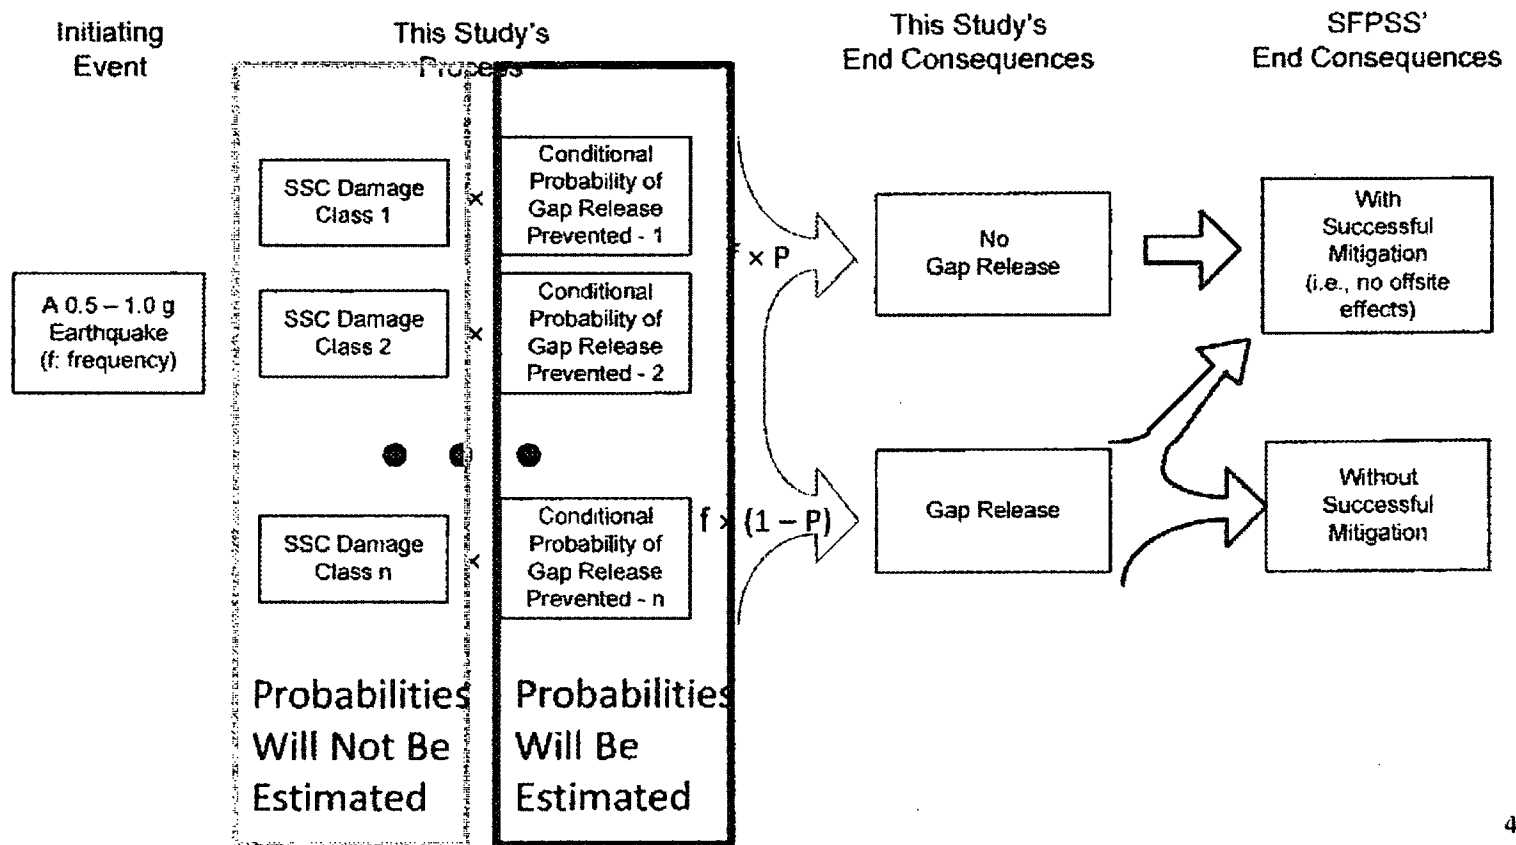 Initiating
Event
This Study's
Process
This Study's
End Consequences
SFPSS'
End Consequences
A 0.5 – 1.0 g
Earthquake
(f: frequency)
SSC Damage
Class 1
×
Conditional
Probability of
Gap Release
Prevented - 1
SSC Damage
Class 2
×
Conditional
Probability of
Gap Release
Prevented - 2
SSC Damage
Class n
×
Conditional
Probability of
Gap Release
Prevented - n
Probabilities
Will Not Be
Estimated
Probabilities
Will Be
Estimated
f × P
f × (1 – P)
No
Gap Release
Gap Release
With
Successful
Mitigation
(i.e., no offsite
effects)
Without
Successful
Mitigation
4